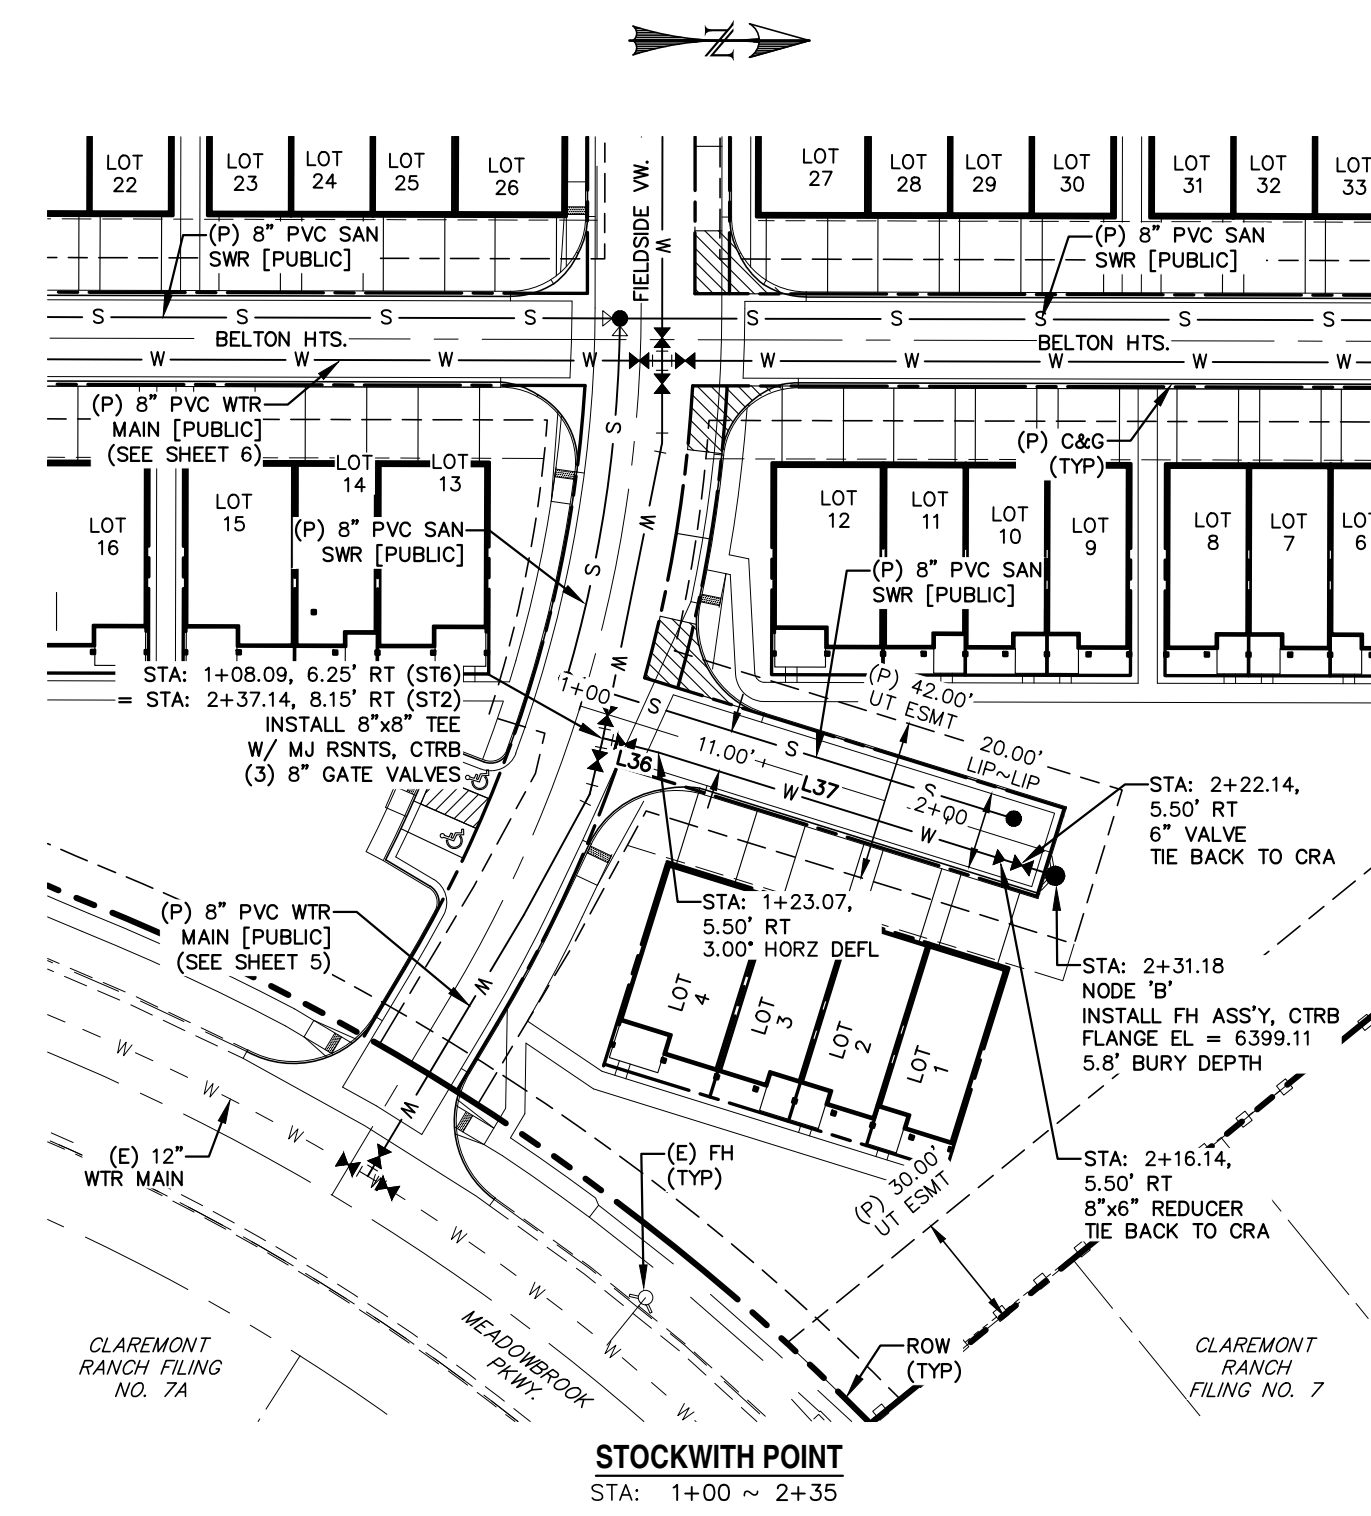 N
LOT
22
LOT
23
LOT
24
LOT
25
LOT
26
FIELDSIDE VW.
LOT
27
LOT
28
LOT
29
LOT
30
LOT
31
LOT
32
LOT
33
(P) 8" PVC SAN
SWR [PUBLIC]
(P) 8" PVC SAN
SWR [PUBLIC]
W
S S S S S S S S S
BELTON HTS.
BELTON HTS.
W W W W W W W W W
(P) 8" PVC WTR
MAIN [PUBLIC]
(SEE SHEET 6)
(P) C&G
(TYP)
S
LOT
16
LOT
15
LOT
14
LOT
13
LOT
12
LOT
11
LOT
10
LOT
9
LOT
8
LOT
7
LOT
6
W
(P) 8" PVC SAN
SWR [PUBLIC]
S
(P) 8" PVC SAN
SWR [PUBLIC]
W
STA: 1+08.09, 6.25' RT (ST6)
= STA: 2+37.14, 8.15' RT (ST2)
INSTALL 8"x8" TEE
W/ MJ RSNTS, CTRB
(3) 8" GATE VALVES
1+00
S
(P) 42.00'
UT ESMT
11.00'
S
20.00'
LIP~LIP
L36
L37
W
S
2+00
W
STA: 2+22.14,
5.50' RT
6" VALVE
TIE BACK TO CRA
STA: 1+23.07,
5.50' RT
3.00° HORZ DEFL
(P) 8" PVC WTR
MAIN [PUBLIC]
(SEE SHEET 5)
W
STA: 2+31.18
NODE 'B'
INSTALL FH ASS'Y, CTRB
FLANGE EL = 6399.11
5.8' BURY DEPTH
LOT
4
LOT
3
LOT
2
LOT
1
W
W
W
W
(E) 12"
WTR MAIN
W
(E) FH
(TYP)
(P) 30.00'
UT ESMT
STA: 2+16.14,
5.50' RT
8"x6" REDUCER
TIE BACK TO CRA
W
W
MEADOWBROOK
PKWY.
W
W
CLAREMONT
RANCH FILING
NO. 7A
ROW
(TYP)
CLAREMONT
RANCH
FILING NO. 7
STOCKWITH POINT
STA: 1+00 ~ 2+35